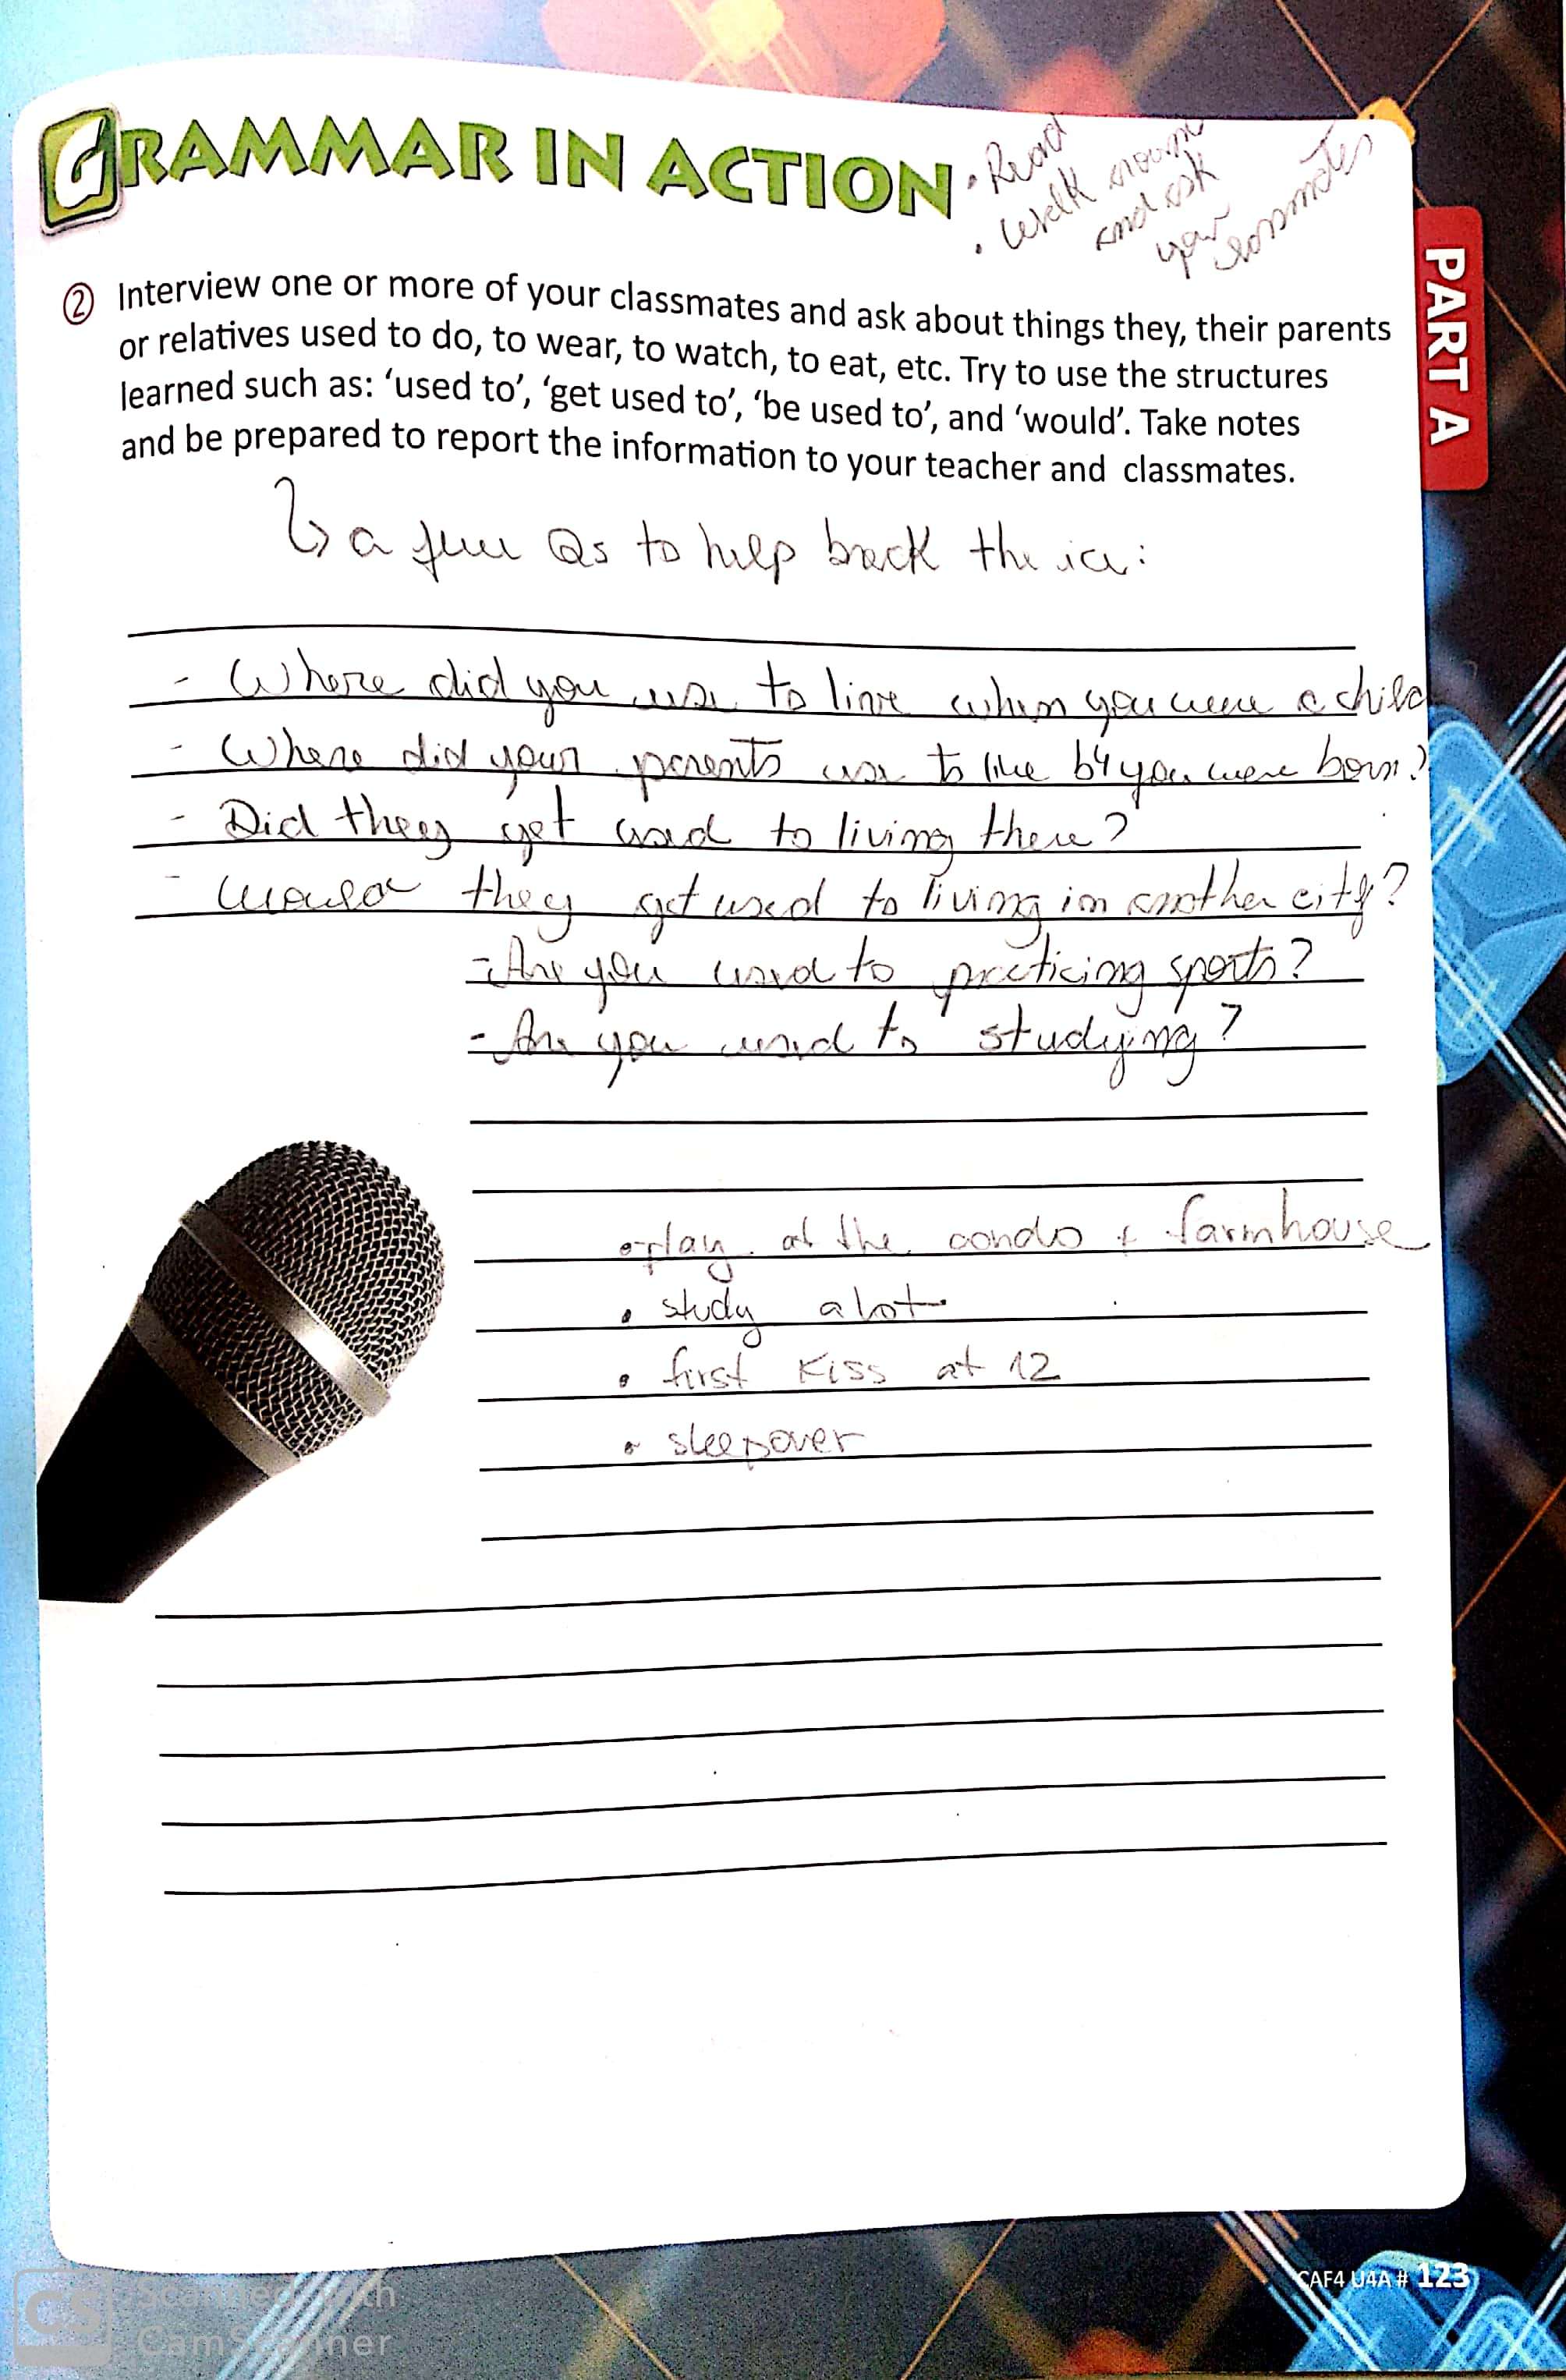 GRAMMAR IN ACTION
• Read
• Walk around
and ask
your
classmates
PART A
② Interview one or more of your classmates and ask about things they, their parents
or relatives used to do, to wear, to watch, to eat, etc. Try to use the structures
learned such as: ‘used to’, ‘get used to’, ‘be used to’, and ‘would’. Take notes
and be prepared to report the information to your teacher and classmates.
↳ a few Qs to help back the ice:
- Where did you use to live when you were a child
- Where did your parents use to like b4 you were born?
- Did they get used to living there?
- Would they get used to living in another city?
- Are you used to practicing sports?
- Are you used to studying?
• play at the condo + farmhouse
• study a lot
• first kiss at 12
• sleepover
CAF4 U4A # 123
CS Scanned with
CamScanner